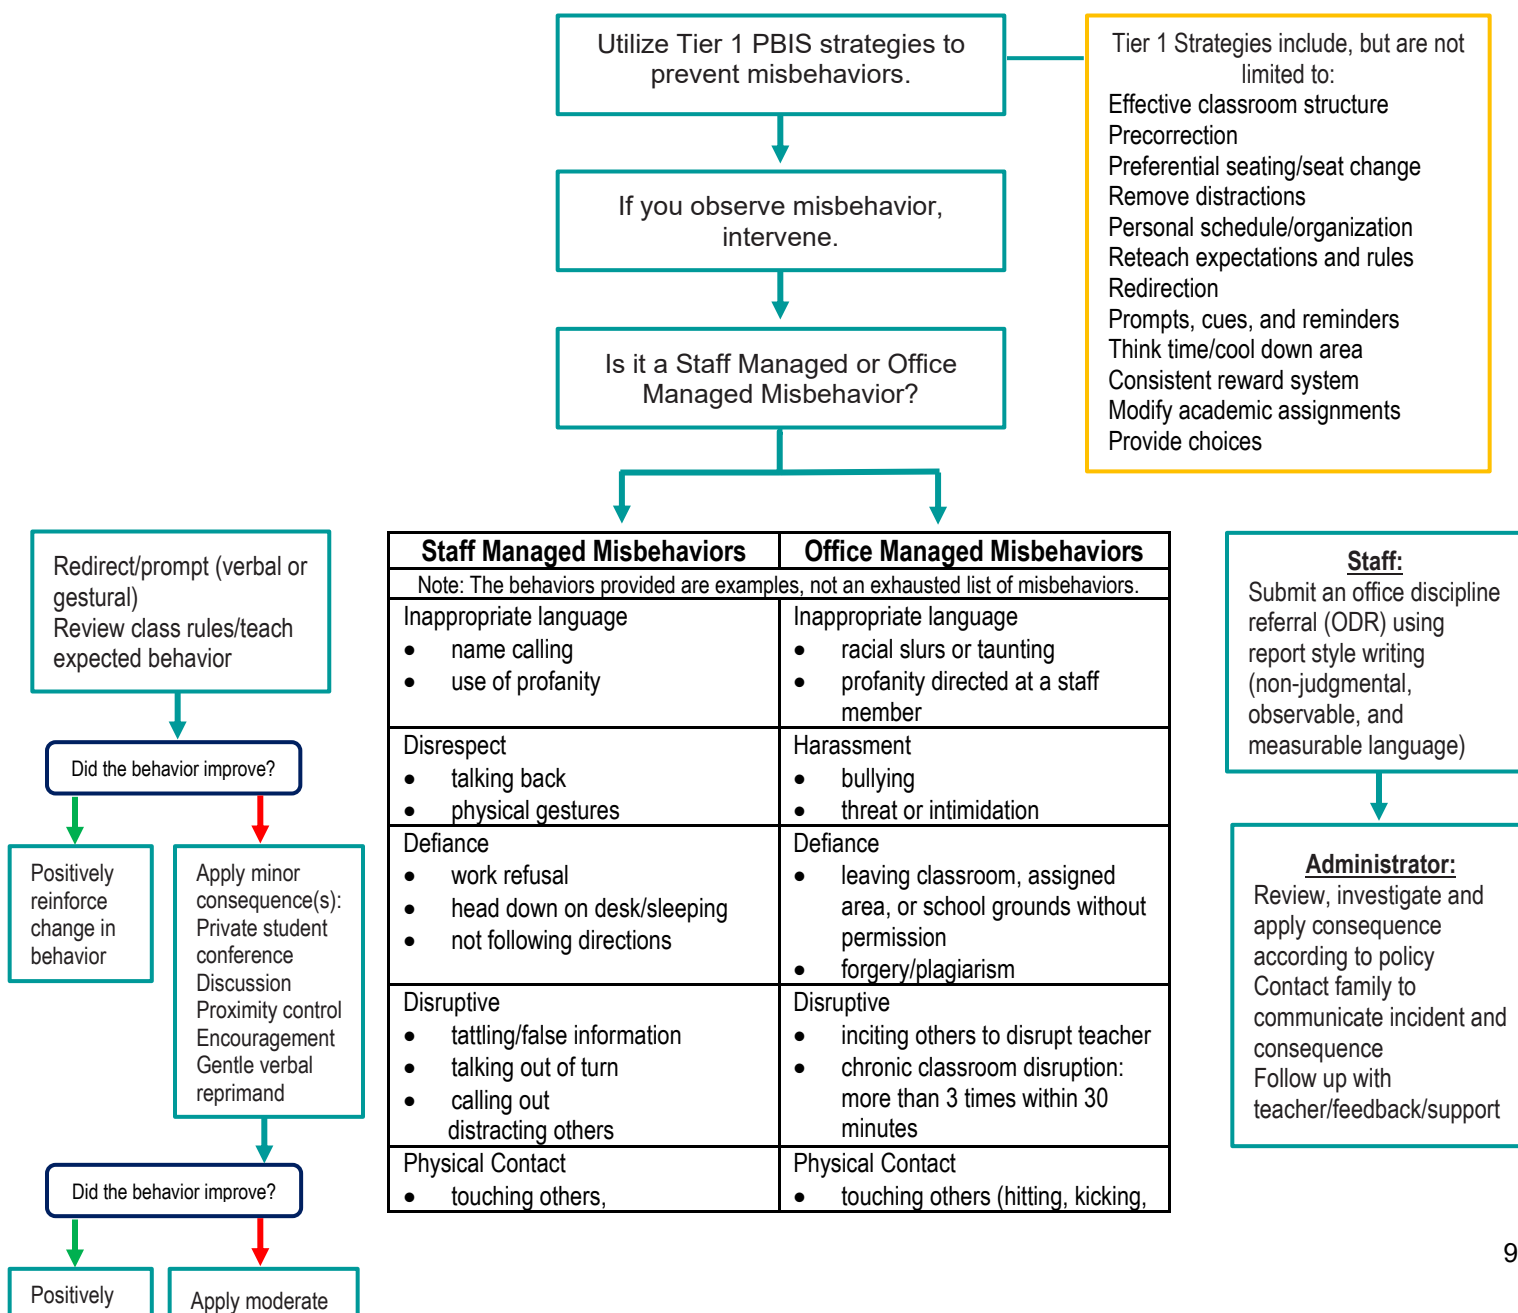 Utilize Tier 1 PBIS strategies to
prevent misbehaviors.
Tier 1 Strategies include, but are not
limited to:
Effective classroom structure
Precorrection
Preferential seating/seat change
Remove distractions
Personal schedule/organization
Reteach expectations and rules
Redirection
Prompts, cues, and reminders
Think time/cool down area
Consistent reward system
Modify academic assignments
Provide choices
If you observe misbehavior,
intervene.
Is it a Staff Managed or Office
Managed Misbehavior?
Redirect/prompt (verbal or
gestural)
Review class rules/teach
expected behavior
Did the behavior improve?
Positively
reinforce
change in
behavior
Apply minor
consequence(s):
Private student
conference
Discussion
Proximity control
Encouragement
Gentle verbal
reprimand
Did the behavior improve?
Positively
Apply moderate
Staff Managed Misbehaviors
Office Managed Misbehaviors
Note: The behaviors provided are examples, not an exhausted list of misbehaviors.
Inappropriate language
• name calling
• use of profanity
Inappropriate language
• racial slurs or taunting
• profanity directed at a staff
member
Disrespect
• talking back
• physical gestures
Harassment
• bullying
• threat or intimidation
Defiance
• work refusal
• head down on desk/sleeping
• not following directions
Defiance
• leaving classroom, assigned
area, or school grounds without
permission
• forgery/plagiarism
Disruptive
• tattling/false information
• talking out of turn
• calling out
distracting others
Disruptive
• inciting others to disrupt teacher
• chronic classroom disruption:
more than 3 times within 30
minutes
Physical Contact
• touching others,
Physical Contact
• touching others (hitting, kicking,
Staff:
Submit an office discipline
referral (ODR) using
report style writing
(non-judgmental,
observable, and
measurable language)
Administrator:
Review, investigate and
apply consequence
according to policy
Contact family to
communicate incident and
consequence
Follow up with
teacher/feedback/support
9